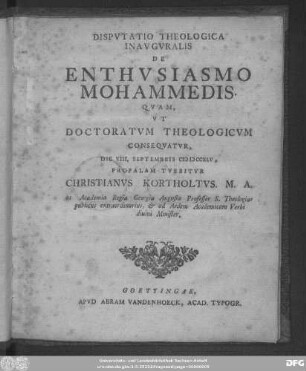 DISPVTATIO THEOLOGICA
INAVGVRALIS
DE
ENTHVSIASMO
MOHAMMEDIS,
QVAM,
VT
DOCTORATVM THEOLOGICVM
CONSEQVATVR,
DIE VIII. SEPTEMBRIS
PROPALAM TVEBITVR
CHRISTIANVS KORTHOLTVS. M. A.
in Academia Regia Georgia Augusta Professor S. Theologiae
publicus extraordinarius, & ad Aedem Academicam Verbi
divini Minister.
GOETTINGAE,
APVD ABRAM VANDENHOECK, ACAD. TYPOGR.